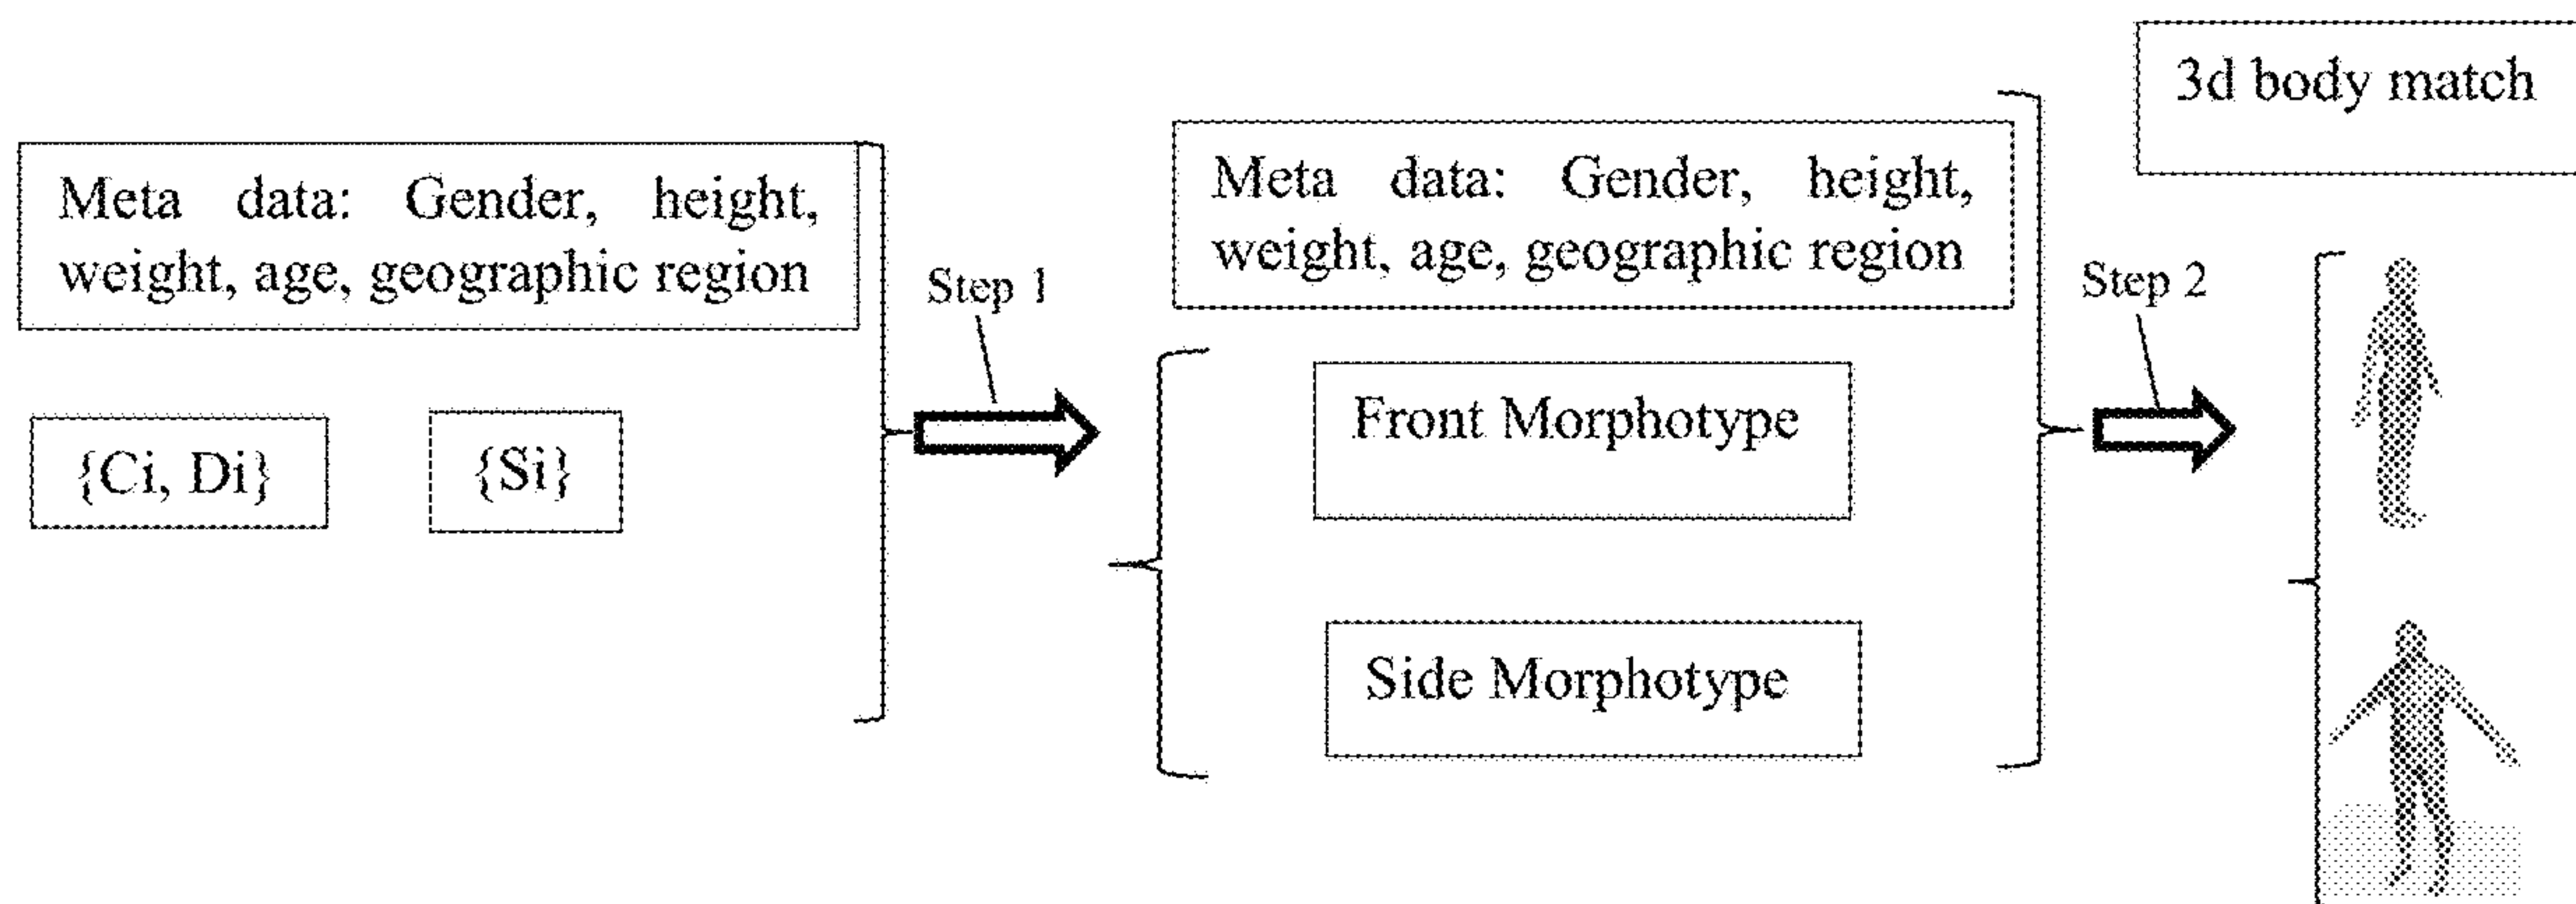 Meta data: Gender, height,
weight, age, geographic region
{Ci, Di}
{Si}
Step 1
Meta data: Gender, height,
weight, age, geographic region
Front Morphotype
Side Morphotype
Step 2
3d body match